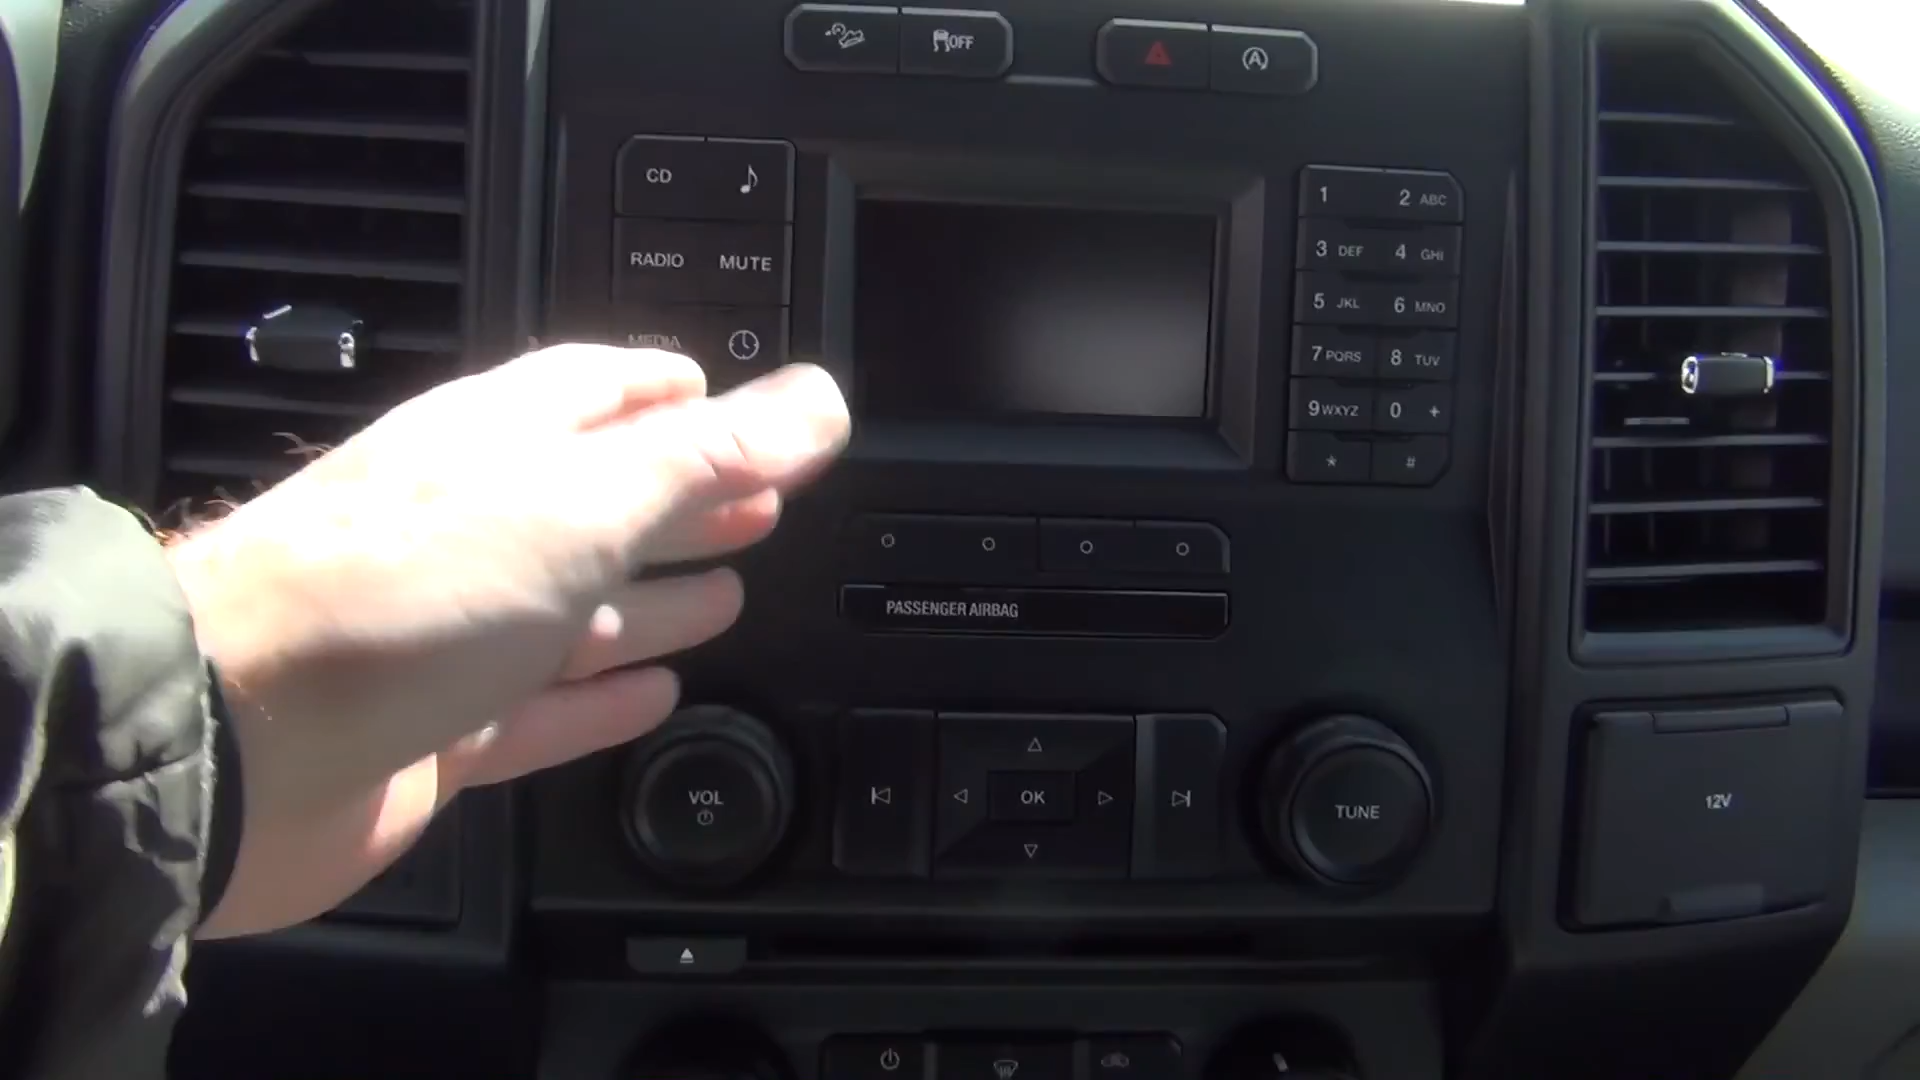 OFF
CD
RADIO MUTE
MEDIA
1 2 ABC
3 DEF 4 GHI
5 JKL 6 MNO
7 PQRS 8 TUV
9 WXYZ 0 +
* #
PASSENGER AIRBAG
VOL
OK
TUNE
12V